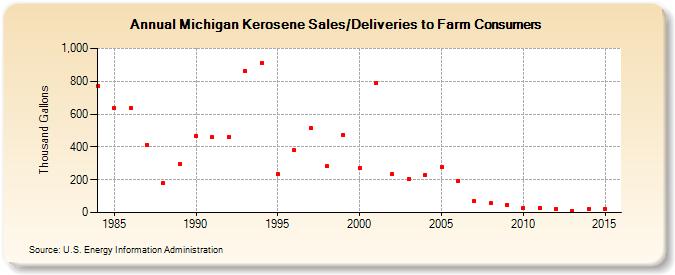 Annual Michigan Kerosene Sales/Deliveries to Farm Consumers
Thousand Gallons
1,000
800
600
400
200
0
1985 1990 1995 2000 2005 2010 2015
Source: U.S. Energy Information Administration